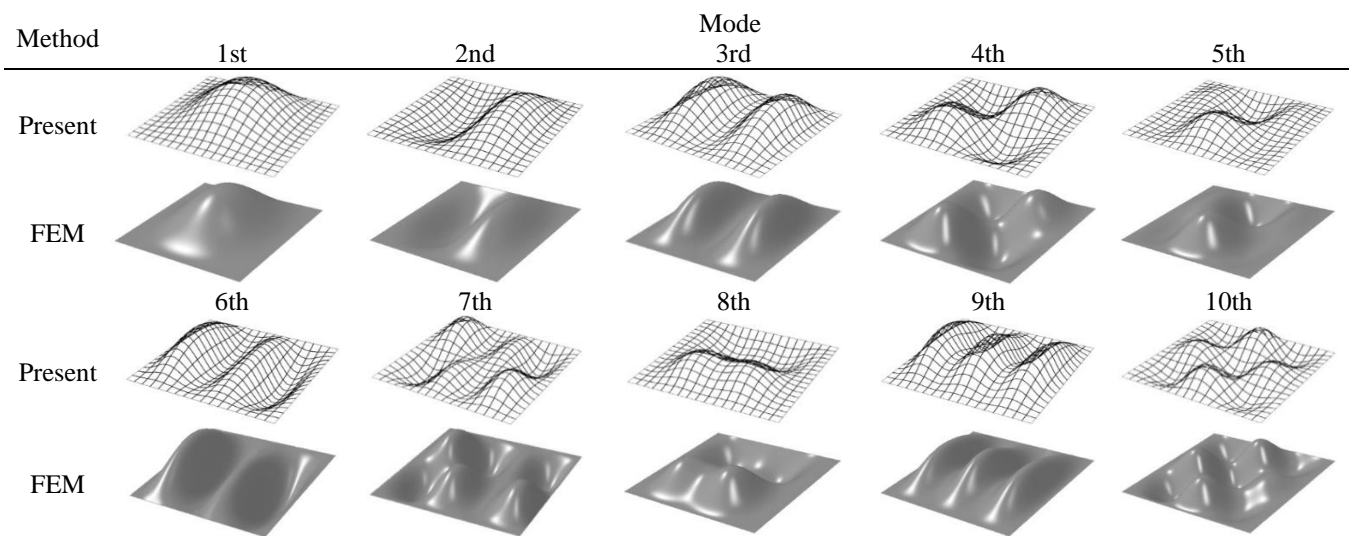 Mode
Method 1st 2nd 3rd 4th 5th
Present
FEM
6th 7th 8th 9th 10th
Present
FEM